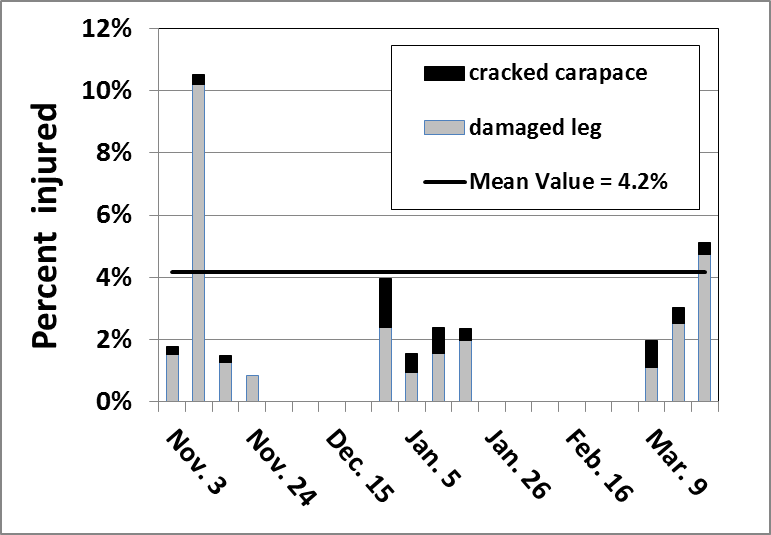 12%
10%
8%
6%
4%
2%
0%
Percent injured
cracked carapace
damaged leg
Mean Value = 4.2%
Nov. 3
Nov. 24
Dec. 15
Jan. 5
Jan. 26
Feb. 16
Mar. 9